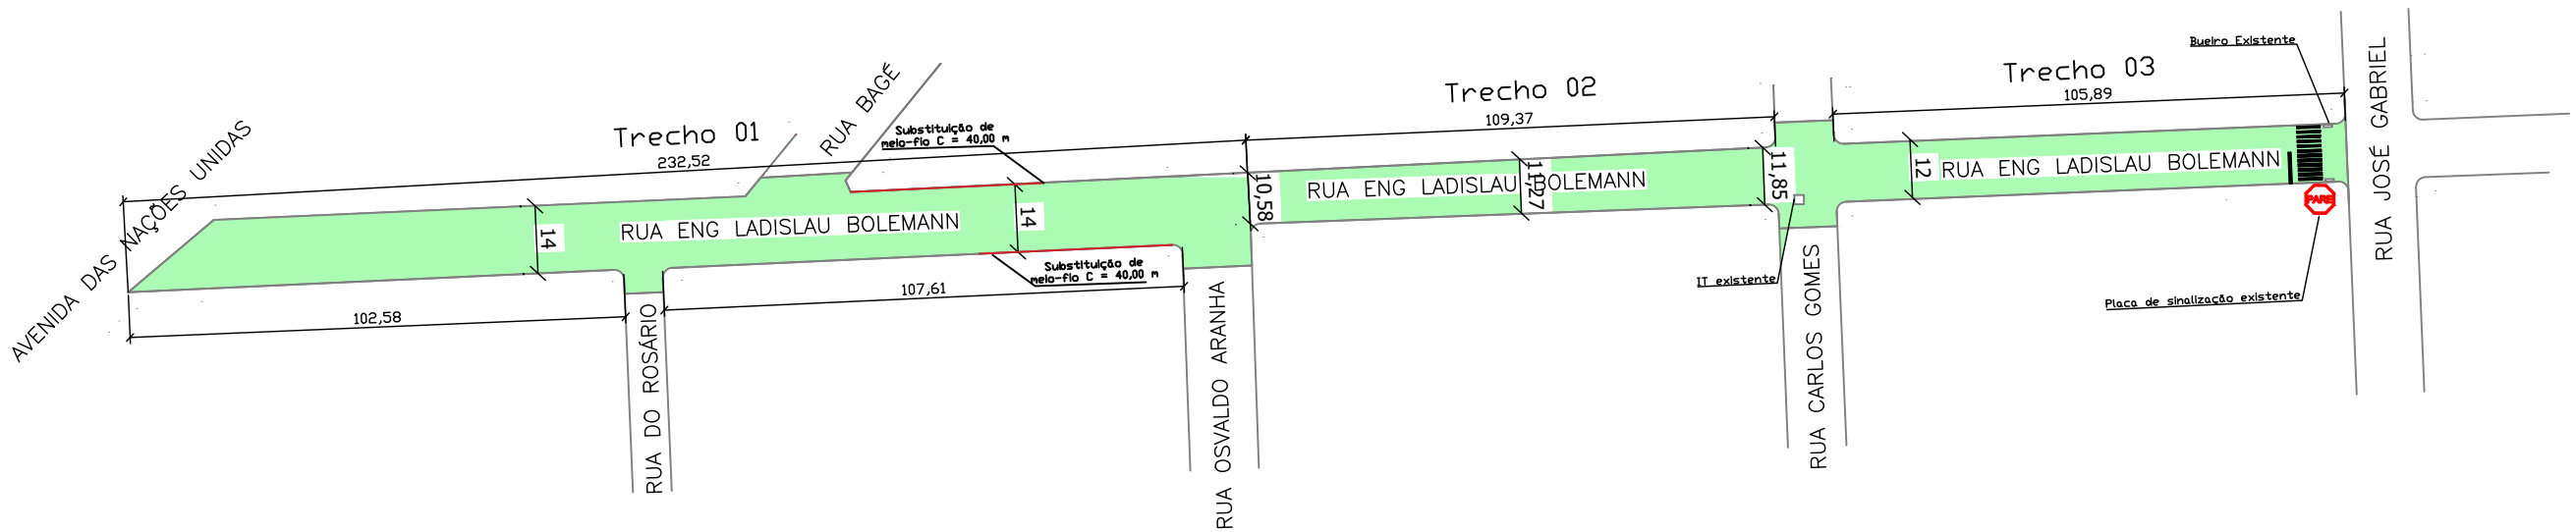 Bueiro Existente
Trecho 03
105,89
Trecho 02
109,37
Trecho 01
232,52
RUA BAGÉ
Substituição de
meio-fio C = 40,00 m
AVENIDA DAS NAÇÕES UNIDAS
RUA JOSÉ GABRIEL
14
RUA ENG LADISLAU BOLEMANN
14
10,58
RUA ENG LADISLAU BOLEMANN
11,27
11,85
12
RUA ENG LADISLAU BOLEMANN
PARE
Substituição de
meio-fio C = 40,00 m
IT existente
Placa de sinalização existente
102,58
107,61
RUA DO ROSÁRIO
RUA OSVALDO ARANHA
RUA CARLOS GOMES